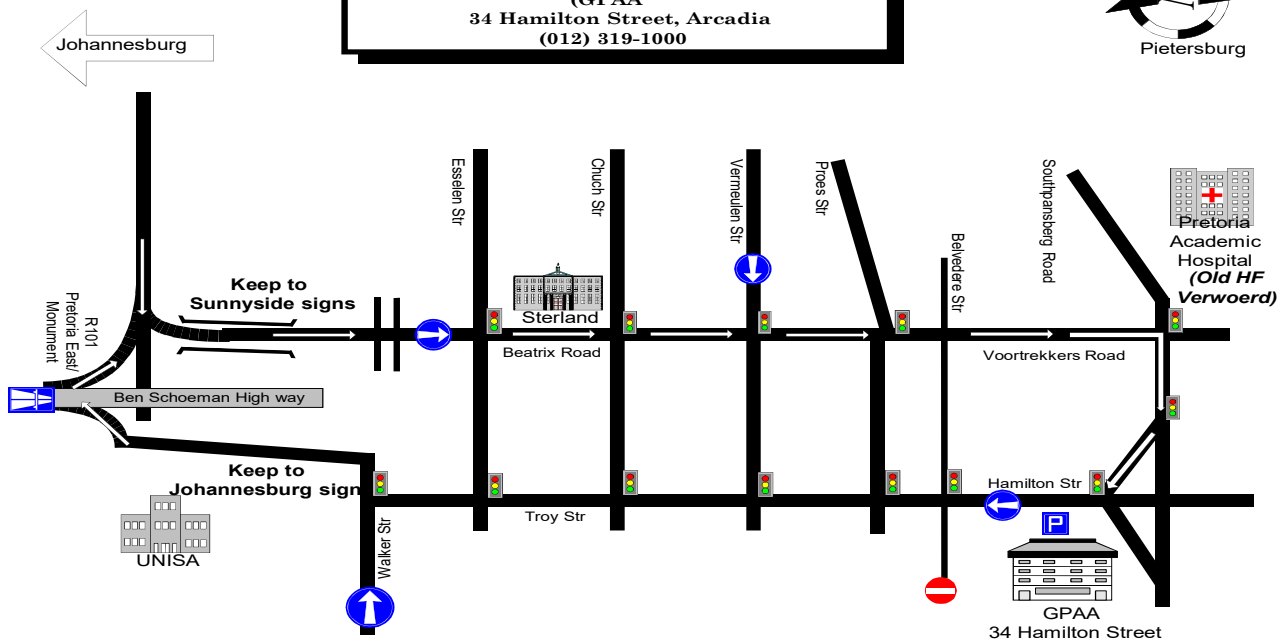 (GPAA
34 Hamilton Street, Arcadia
(012) 319-1000
Johannesburg
Pietersburg
Esselen Str
Chuch Str
Vermeulen Str
Proes Str
Belvedere Str
Southpansberg Road
Pretoria
Academic
Hospital
(Old HF
Verwoerd)
Keep to
Sunnyside signs
Sterland
Beatrix Road
Voortrekkers Road
R101
Pretoria East/
Monument
Ben Schoeman High way
Keep to
Johannesburg sign
UNISA
Walker Str
Troy Str
Hamilton Str
P
GPAA
34 Hamilton Street